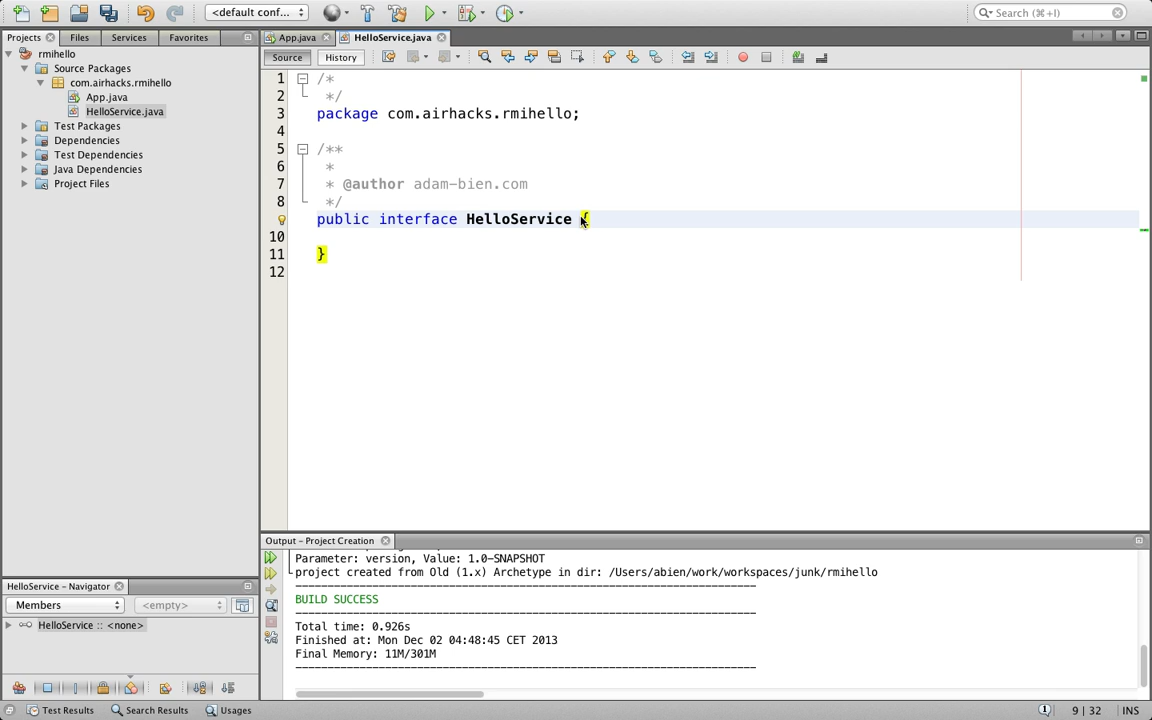 <default conf...
Search (⌘+I)
Projects
Files
Services
Favorites
rmihello
Source Packages
com.airhacks.rmihello
App.java
HelloService.java
Test Packages
Dependencies
Test Dependencies
Java Dependencies
Project Files
App.java
HelloService.java
Source
History
1 /*
2 */
3 package com.airhacks.rmihello;
4
5 /**
6 *
7 * @author adam-bien.com
8 */
public interface HelloService {
10
11 }
12
Output - Project Creation
Parameter: version, Value: 1.0-SNAPSHOT
project created from Old (1.x) Archetype in dir: /Users/abien/work/workspaces/junk/rmihello
------------------------------------------------------------------------
BUILD SUCCESS
------------------------------------------------------------------------
Total time: 0.926s
Finished at: Mon Dec 02 04:48:45 CET 2013
Final Memory: 11M/301M
------------------------------------------------------------------------
HelloService - Navigator
Members
<empty>
HelloService :: <none>
Test Results
Search Results
Usages
9 | 32
INS